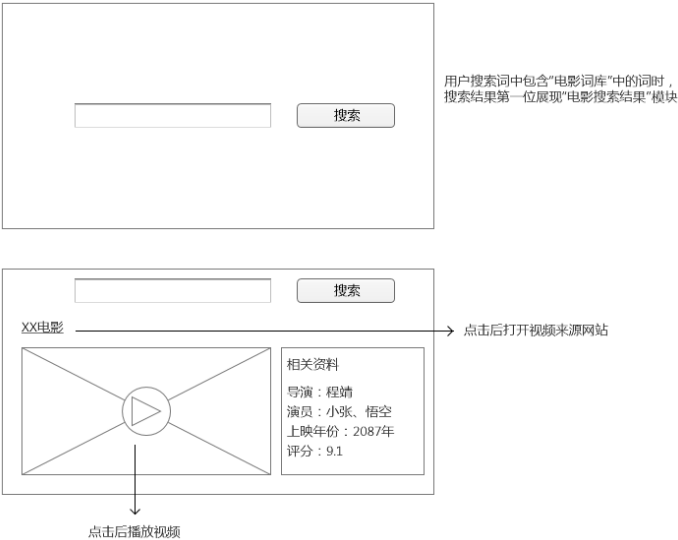 用户搜索词中包含"电影词库"中的词时，
搜索结果第一位展现"电影搜索结果"模块
搜索
搜索
XX电影
点击后打开视频来源网站
相关资料
导演：程靖
演员：小张、悟空
上映年份：2087年
评分：9.1
点击后播放视频